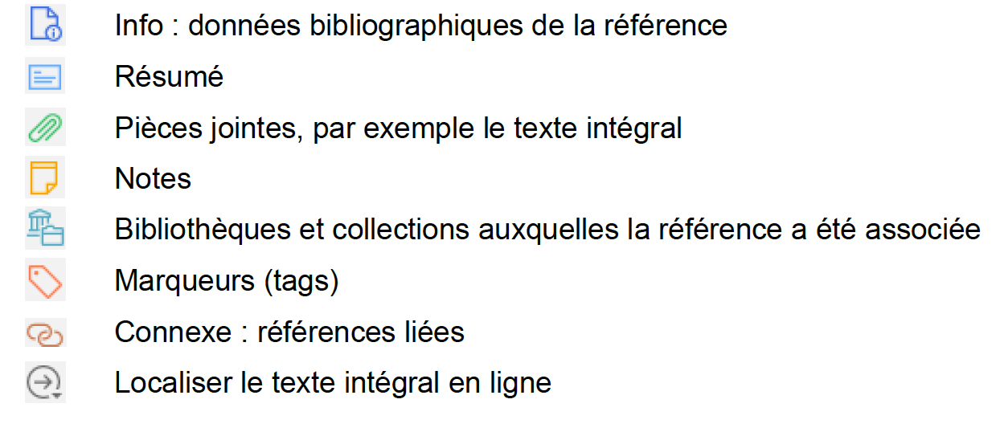 Info : données bibliographiques de la référence
Résumé
Pièces jointes, par exemple le texte intégral
Notes
Bibliothèques et collections auxquelles la référence a été associée
Marqueurs (tags)
Connexe : références liées
Localiser le texte intégral en ligne